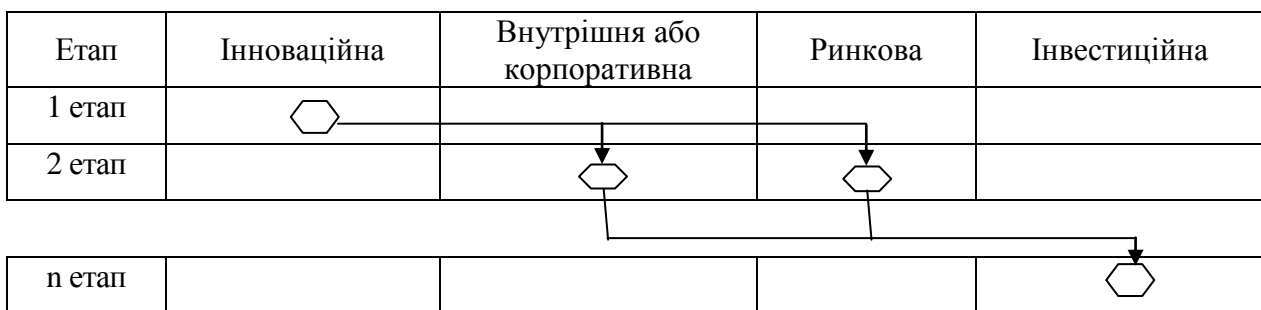 Етап Інноваційна Внутрішня або корпоративна Ринкова Інвестиційна
1 етап
2 етап
n етап